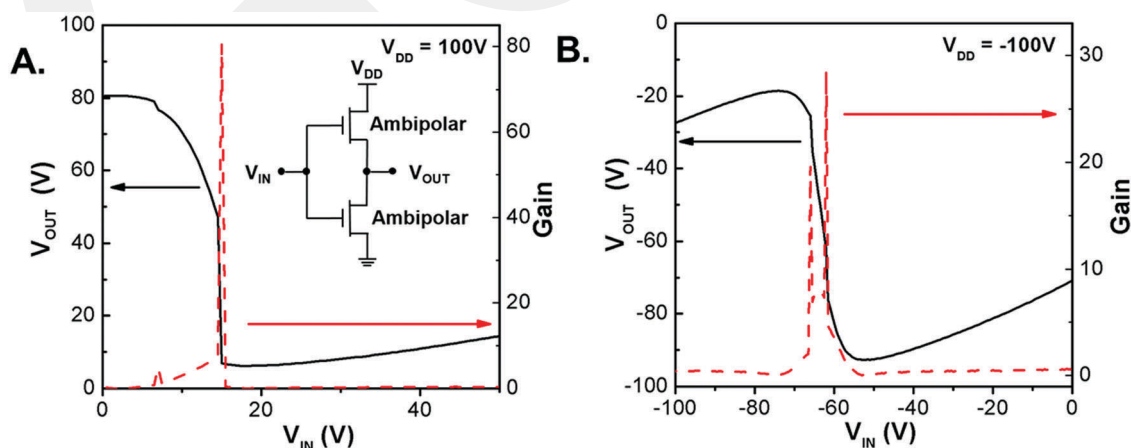 A.
V_DD = 100V
100
80
60
40
20
0
V_OUT (V)
80
60
40
20
0
Gain
V_DD
Ambipolar
V_IN
V_OUT
Ambipolar
0
20
40
V_IN (V)
B.
V_DD = -100V
-0
-20
-40
-60
-80
-100
V_OUT (V)
30
20
10
0
Gain
-100
-80
-60
-40
-20
0
V_IN (V)